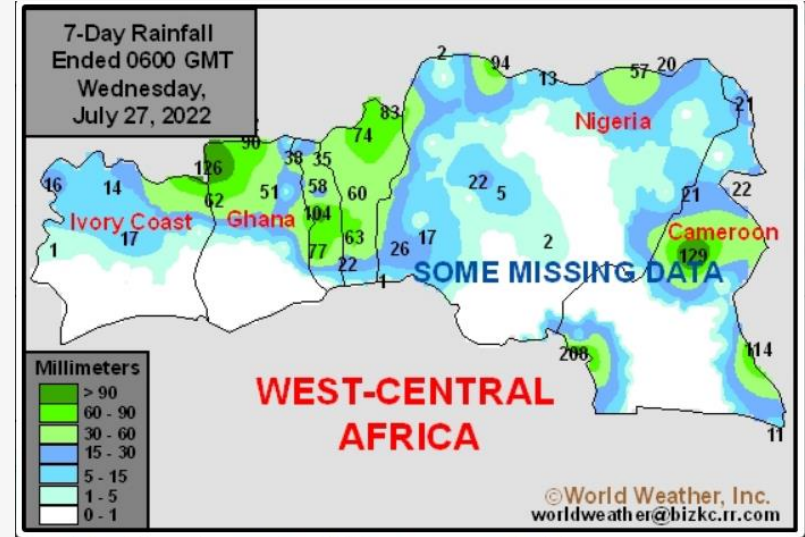 7-Day Rainfall
Ended 0600 GMT
Wednesday,
July 27, 2022
2
94
13
57
20
21
83
74
90
126
38
35
Nigeria
16
14
62
51
58
60
22
5
21
22
Ivory Coast
Ghana
104
Cameroon
1
17
77
63
26
17
2
129
22
1
SOME MISSING DATA
208
114
11
Millimeters
> 90
60 - 90
30 - 60
15 - 30
5 - 15
1 - 5
0 - 1
WEST-CENTRAL
AFRICA
©World Weather, Inc.
worldweather@bizkc.rr.com